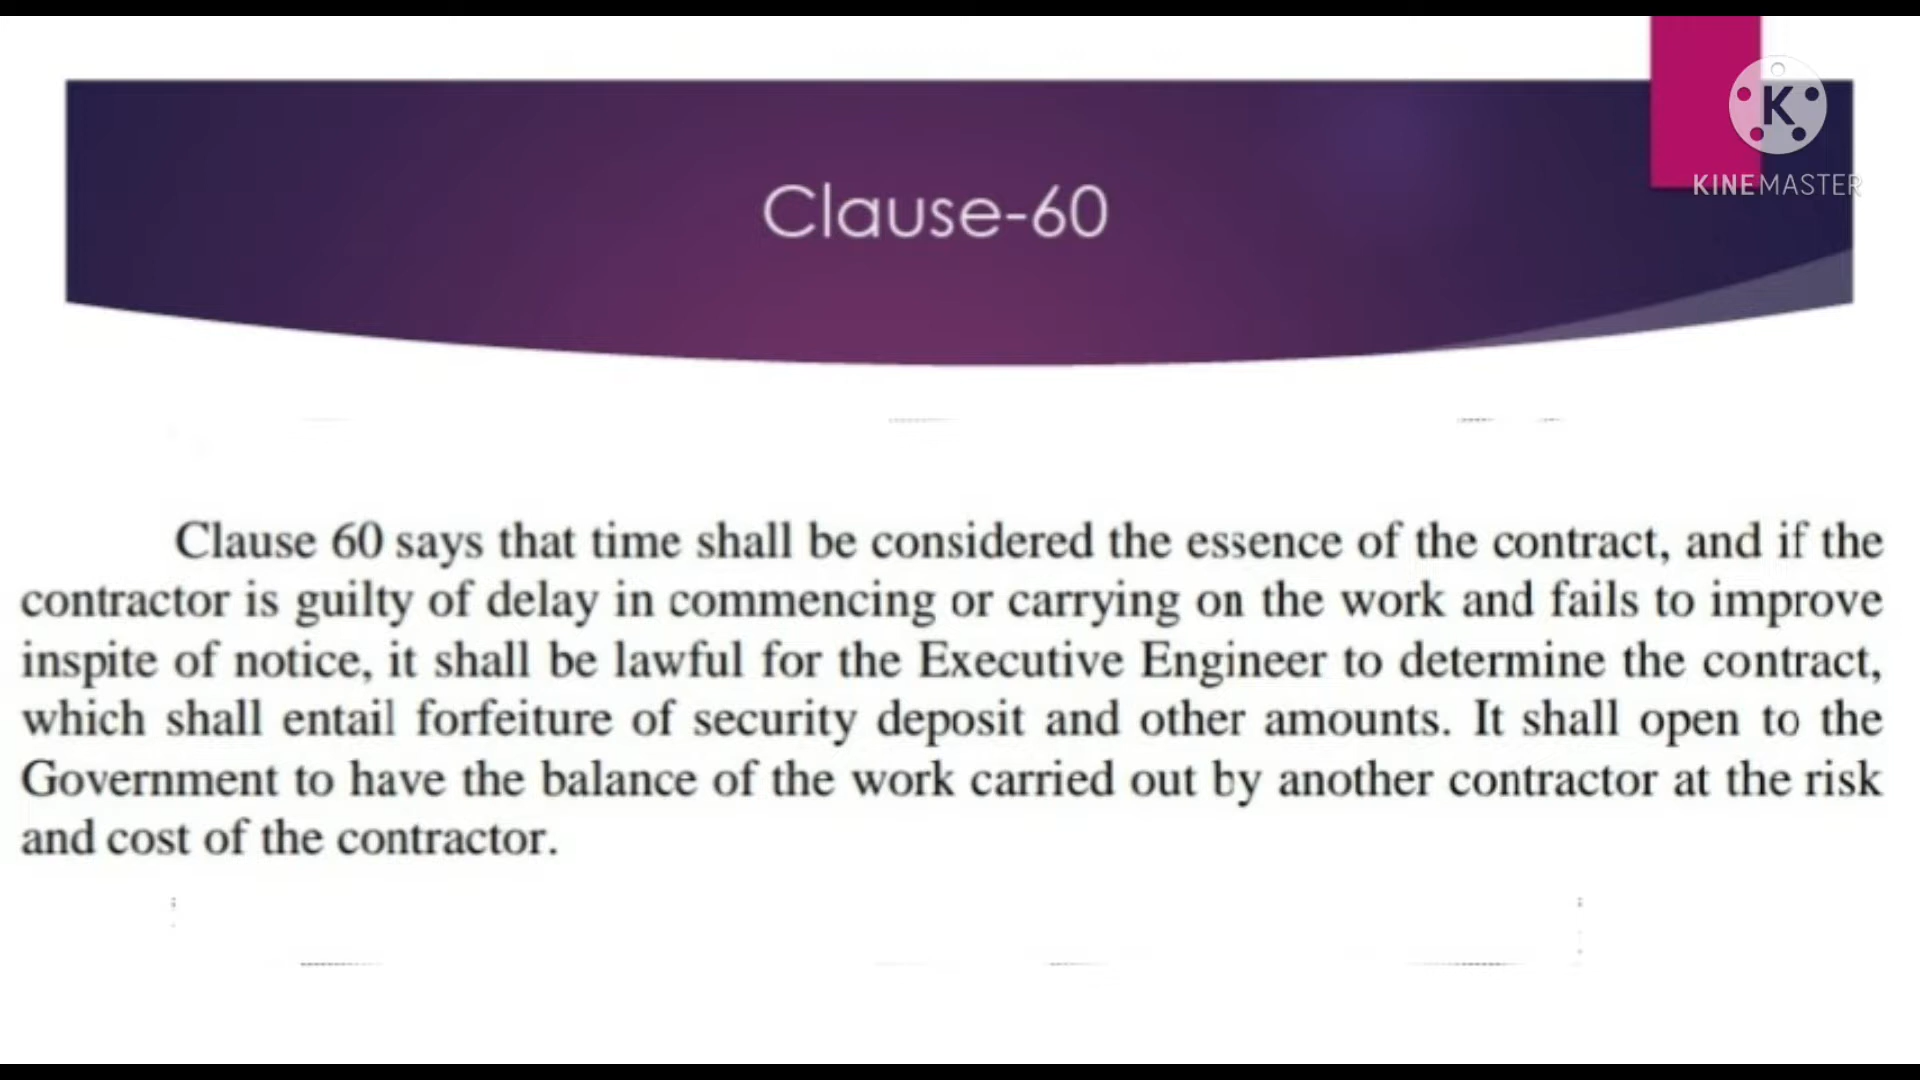 K
KINEMASTER
Clause-60
Clause 60 says that time shall be considered the essence of the contract, and if the
contractor is guilty of delay in commencing or carrying on the work and fails to improve
inspite of notice, it shall be lawful for the Executive Engineer to determine the contract,
which shall entail forfeiture of security deposit and other amounts. It shall open to the
Government to have the balance of the work carried out by another contractor at the risk
and cost of the contractor.